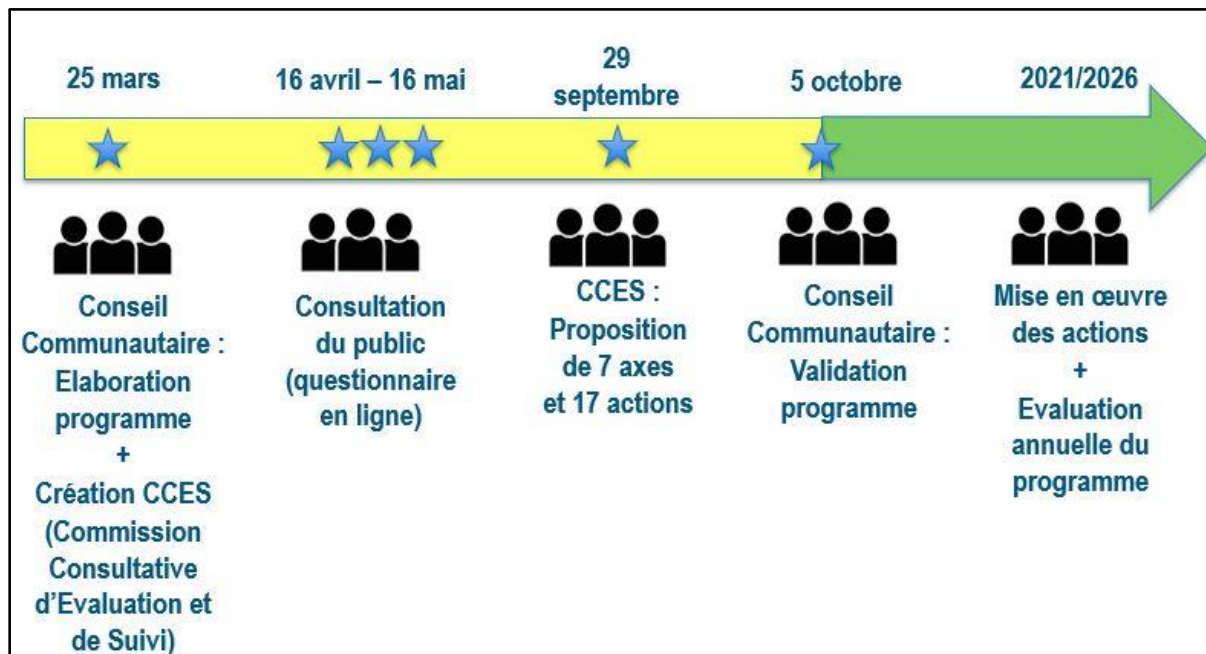 25 mars
16 avril – 16 mai
29
septembre
5 octobre
2021/2026
Conseil
Communautaire :
Elaboration
programme
+
Création CCES
(Commission
Consultative
d’Evaluation et
de Suivi)
Consultation
du public
(questionnaire
en ligne)
CCES :
Proposition
de 7 axes
et 17 actions
Conseil
Communautaire :
Validation
programme
Mise en œuvre
des actions
+
Evaluation
annuelle du
programme